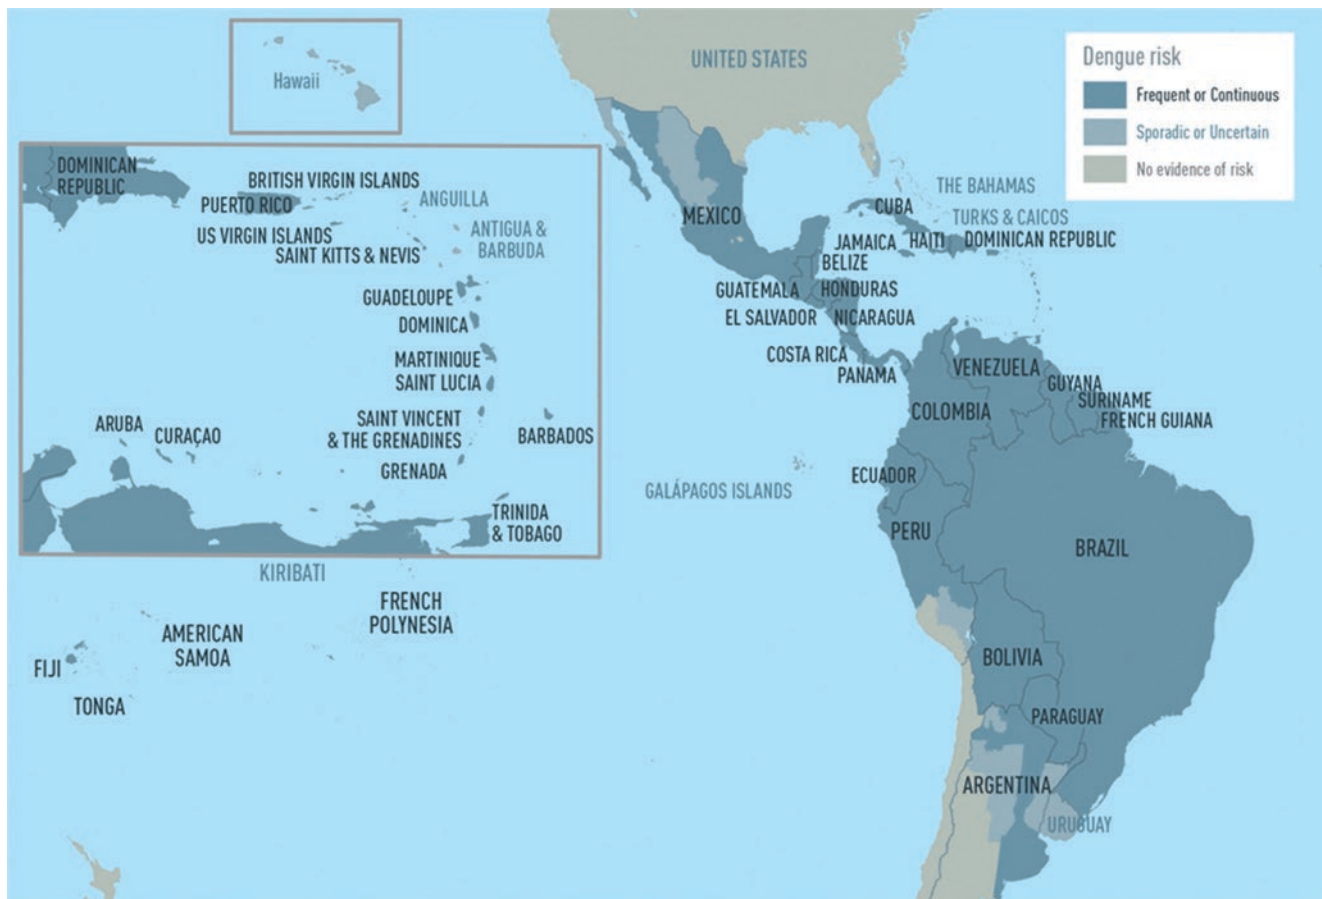 Hawaii
UNITED STATES
Dengue risk
Frequent or Continuous
Sporadic or Uncertain
No evidence of risk
DOMINICAN
REPUBLIC
BRITISH VIRGIN ISLANDS
PUERTO RICO
ANGUILLA
US VIRGIN ISLANDS
SAINT KITTS & NEVIS
ANTIGUA &
BARBUDA
GUADELOUPE
DOMINICA
MARTINIQUE
SAINT LUCIA
SAINT VINCENT
& THE GRENADINES
BARBADOS
GRENADA
ARUBA
CURAÇAO
TRINIDA
& TOBAGO
THE BAHAMAS
CUBA
TURKS & CAICOS
MEXICO
JAMAICA
HAITI
DOMINICAN REPUBLIC
BELIZE
GUATEMALA
HONDURAS
EL SALVADOR
NICARAGUA
COSTA RICA
PANAMA
VENEZUELA
GUYANA
SURINAME
FRENCH GUIANA
COLOMBIA
ECUADOR
GALÁPAGOS ISLANDS
PERU
BRAZIL
KIRIBATI
FRENCH
POLYNESIA
AMERICAN
SAMOA
FIJI
TONGA
BOLIVIA
PARAGUAY
ARGENTINA
URUGUAY